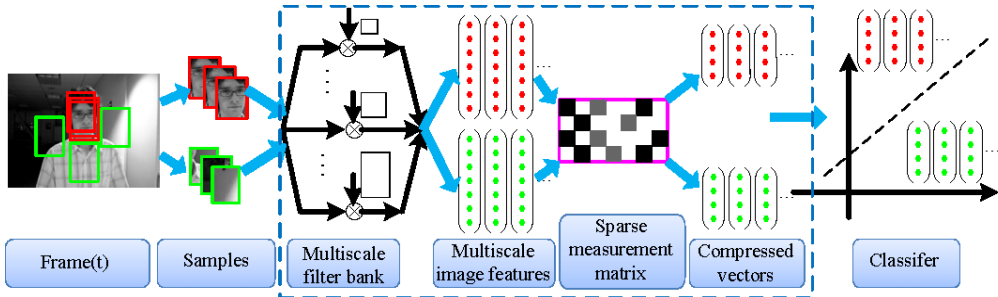 Frame(t)
Samples
Multiscale
filter bank
Multiscale
image features
Sparse
measurement
matrix
Compressed
vectors
Classifer